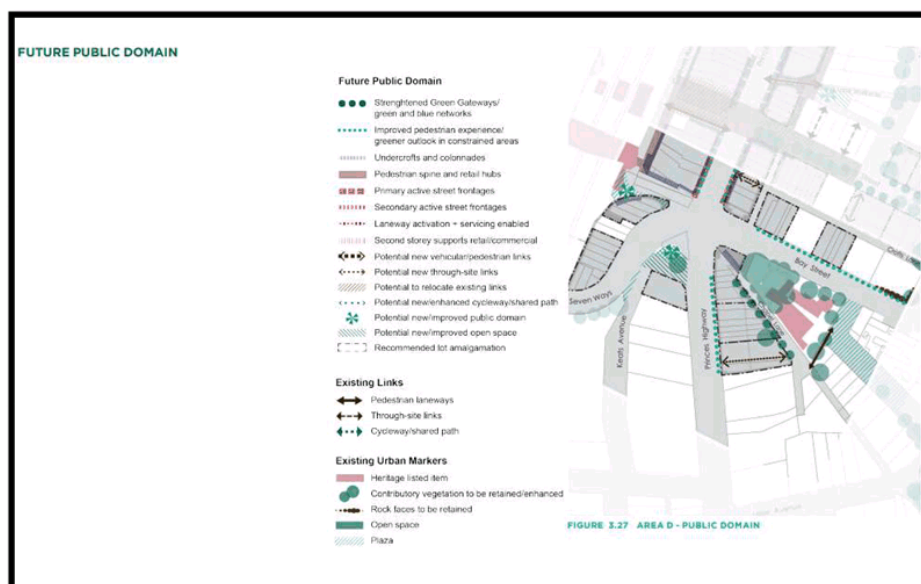 FUTURE PUBLIC DOMAIN
Future Public Domain
Strenghtened Green Gateways/
green and blue networks
Improved pedestrian experience/
greener outlook in constrained areas
Undercrofts and colonnades
Pedestrian spine and retail hubs
Primary active street frontages
Secondary active street frontages
Laneway activation + servicing enabled
Second storey supports retail/commercial
Potential new vehicular/pedestrian links
Potential new through-site links
Potential to relocate existing links
Potential new/enhanced cycleway/shared path
Potential new/improved public domain
Potential new/improved open space
Recommended lot amalgamation
Existing Links
Pedestrian laneways
Through-site links
Cycleway/shared path
Existing Urban Markers
Heritage listed item
Contributory vegetation to be retained/enhanced
Rock faces to be retained
Open space
Plaza
Bay Street
Seven Ways
Keats Avenue
Princes Highway
Avenue
FIGURE 3.27 AREA D - PUBLIC DOMAIN